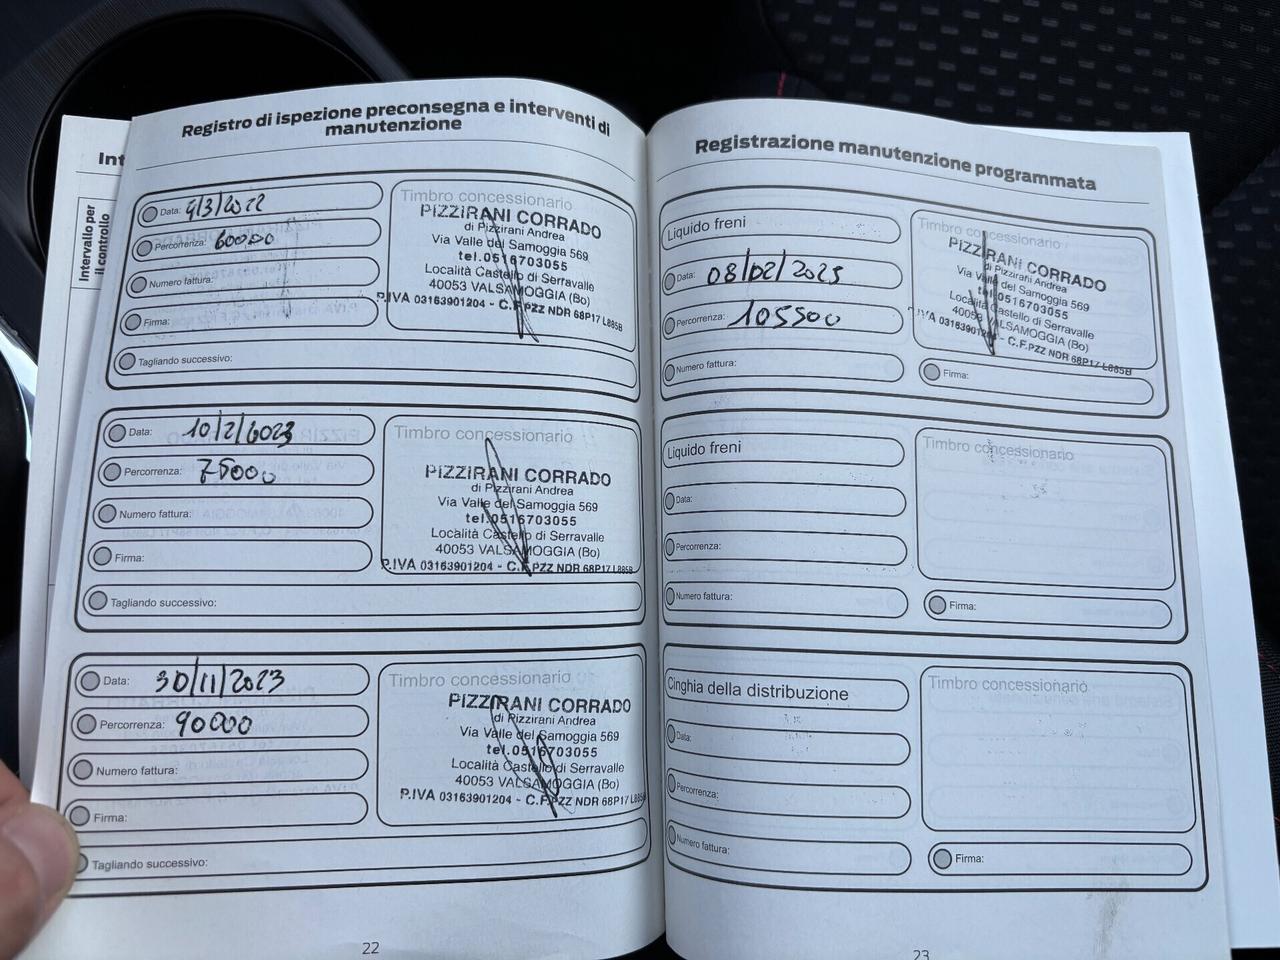 Int
Intervallo per
il controllo
Registro di ispezione preconsegna e interventi di
manutenzione
Data: 4/3/2022
Percorrenza: 60000
Numero fattura:
Firma:
Tagliando successivo:
Timbro concessionario
PIZZIRANI CORRADO
di Pizzirani Andrea
Via Valle del Samoggia 569
tel.0516703055
Località Castello di Serravalle
40053 VALSAMOGGIA (Bo)
P.IVA 03163901204 - C.F.PZZ NDR 68P17 L885B
Data: 10/2/2023
Percorrenza: 75000
Numero fattura:
Firma:
Tagliando successivo:
Timbro concessionario
PIZZIRANI CORRADO
di Pizzirani Andrea
Via Valle del Samoggia 569
tel.0516703055
Località Castello di Serravalle
40053 VALSAMOGGIA (Bo)
P.IVA 03163901204 - C.F.PZZ NDR 68P17 L885B
Data: 30/11/2023
Percorrenza: 90000
Numero fattura:
Firma:
Tagliando successivo:
Timbro concessionario
PIZZIRANI CORRADO
di Pizzirani Andrea
Via Valle del Samoggia 569
tel.0516703055
Località Castello di Serravalle
40053 VALSAMOGGIA (Bo)
P.IVA 03163901204 - C.F.PZZ NDR 68P17 L885B
22
Registrazione manutenzione programmata
Liquido freni
Data: 08/02/2025
Percorrenza: 105500
Numero fattura:
Timbro concessionario
PIZZIRANI CORRADO
di Pizzirani Andrea
Via Valle del Samoggia 569
tel.0516703055
Località Castello di Serravalle
40053 VALSAMOGGIA (Bo)
P.IVA 03163901204 - C.F.PZZ NDR 68P17 L885B
Firma:
Liquido freni
Data:
Percorrenza:
Numero fattura:
Timbro concessionario
Firma:
Cinghia della distribuzione
Data:
Percorrenza:
Numero fattura:
Timbro concessionario
Firma:
23